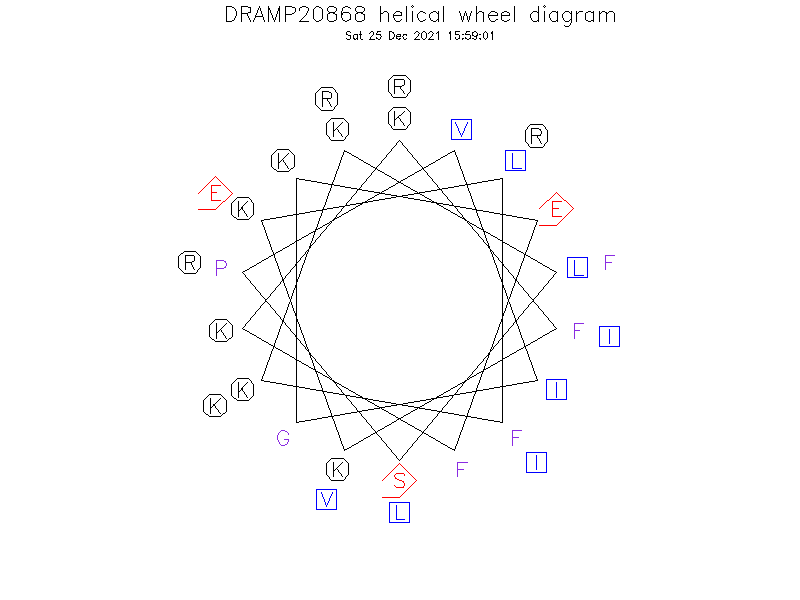 DRAMP20868 helical wheel diagram
Sat 25 Dec 2021 15:59:01
R
R
K
K V R
K L
E K E
R P L F
K F I
K I
K
G F I
K S F
V L